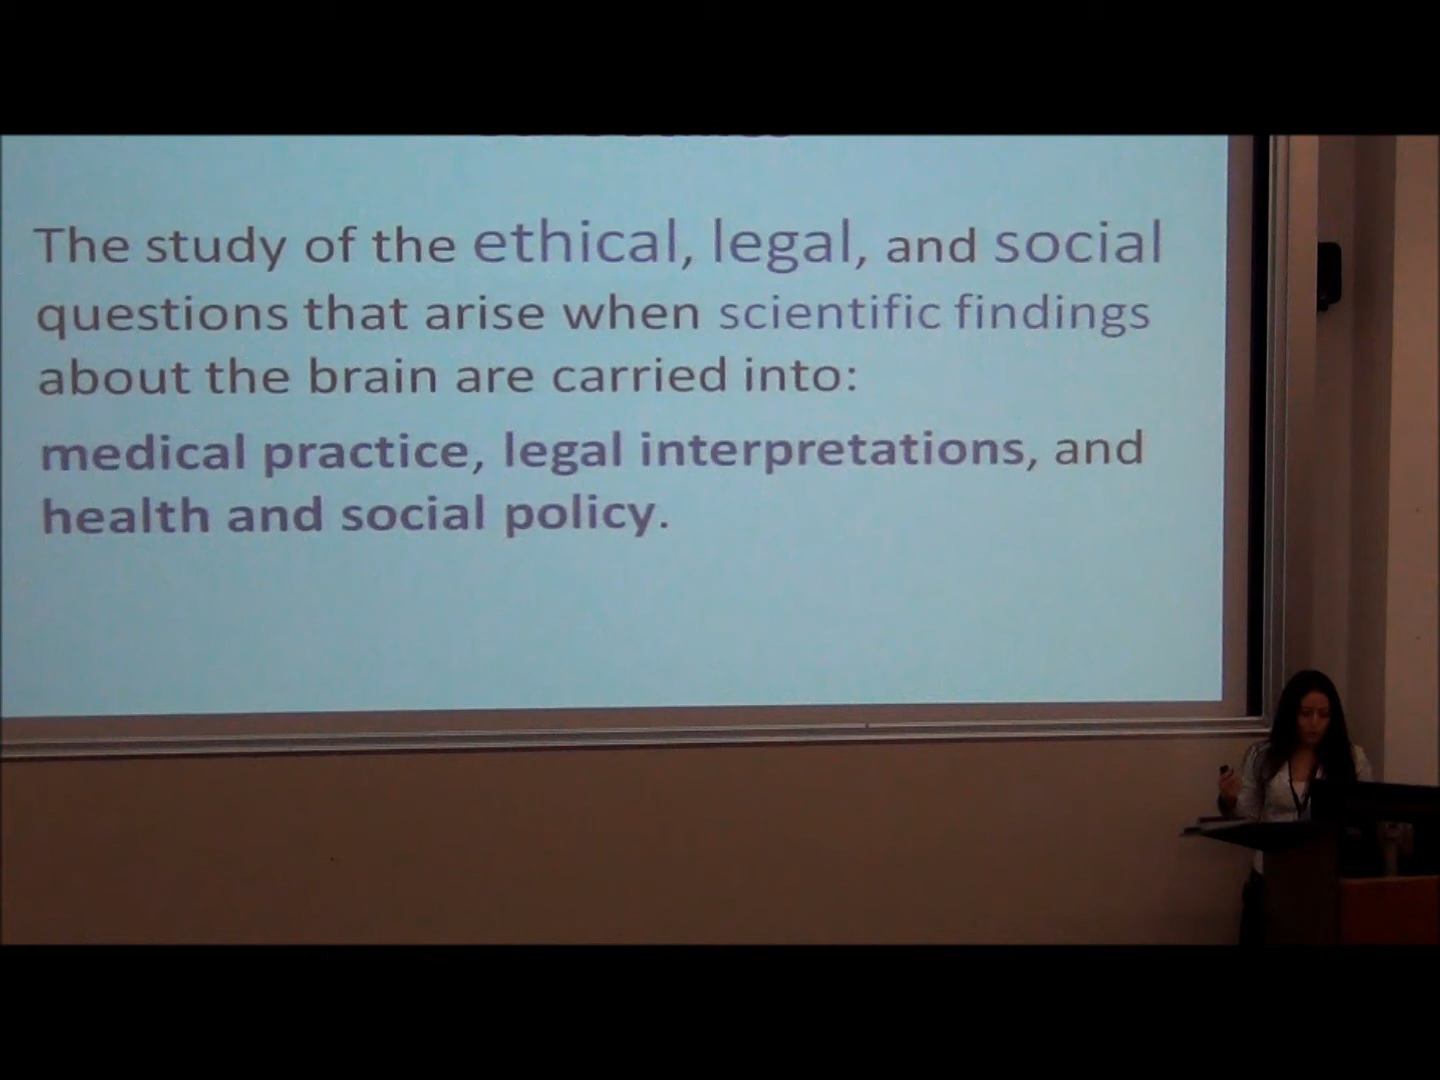 The study of the ethical, legal, and social
questions that arise when scientific findings
about the brain are carried into:
medical practice, legal interpretations, and
health and social policy.